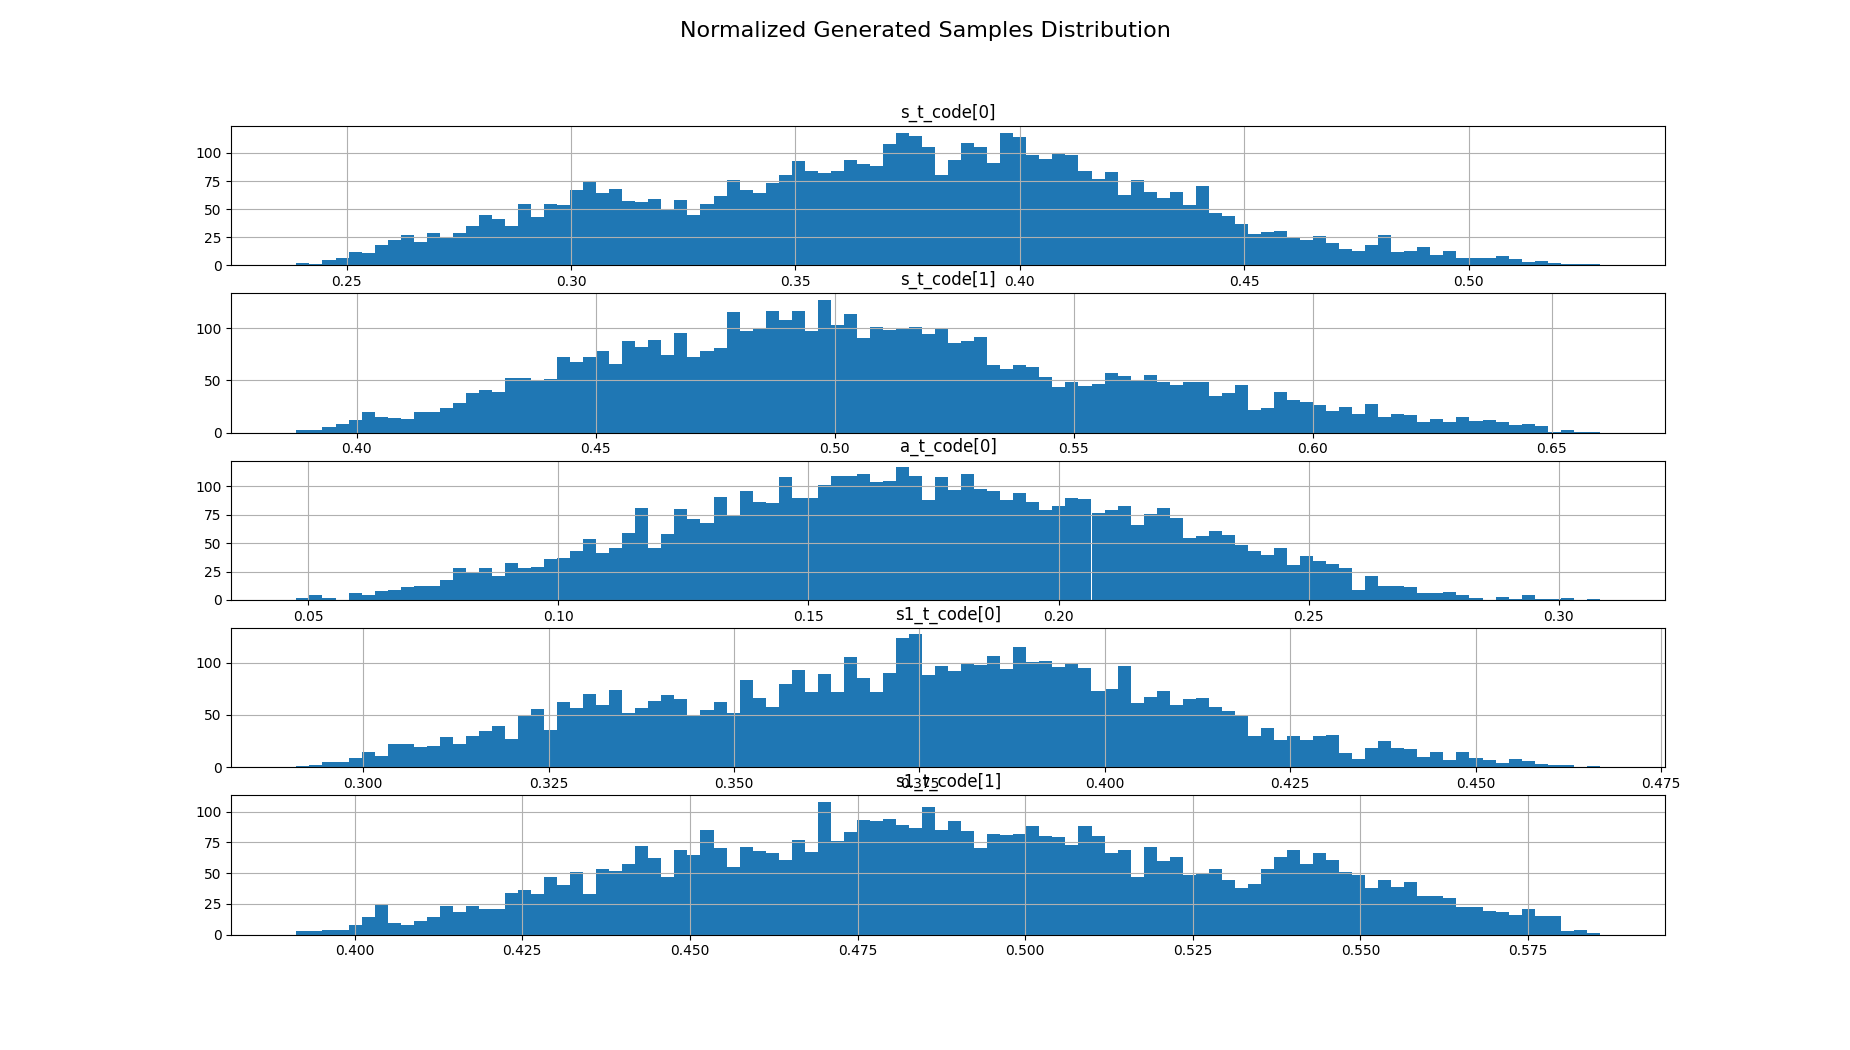 Normalized Generated Samples Distribution
s_t_code[0]
100
75
50
25
0
0.25 0.30 0.35 0.40 0.45 0.50
s_t_code[1]
100
50
0
0.40 0.45 0.50 0.55 0.60 0.65
a_t_code[0]
100
75
50
25
0
0.05 0.10 0.15 0.20 0.25 0.30
s1_t_code[0]
100
50
0
0.300 0.325 0.350 0.375 0.400 0.425 0.450 0.475
s1_t_code[1]
100
75
50
25
0
0.400 0.425 0.450 0.475 0.500 0.525 0.550 0.575